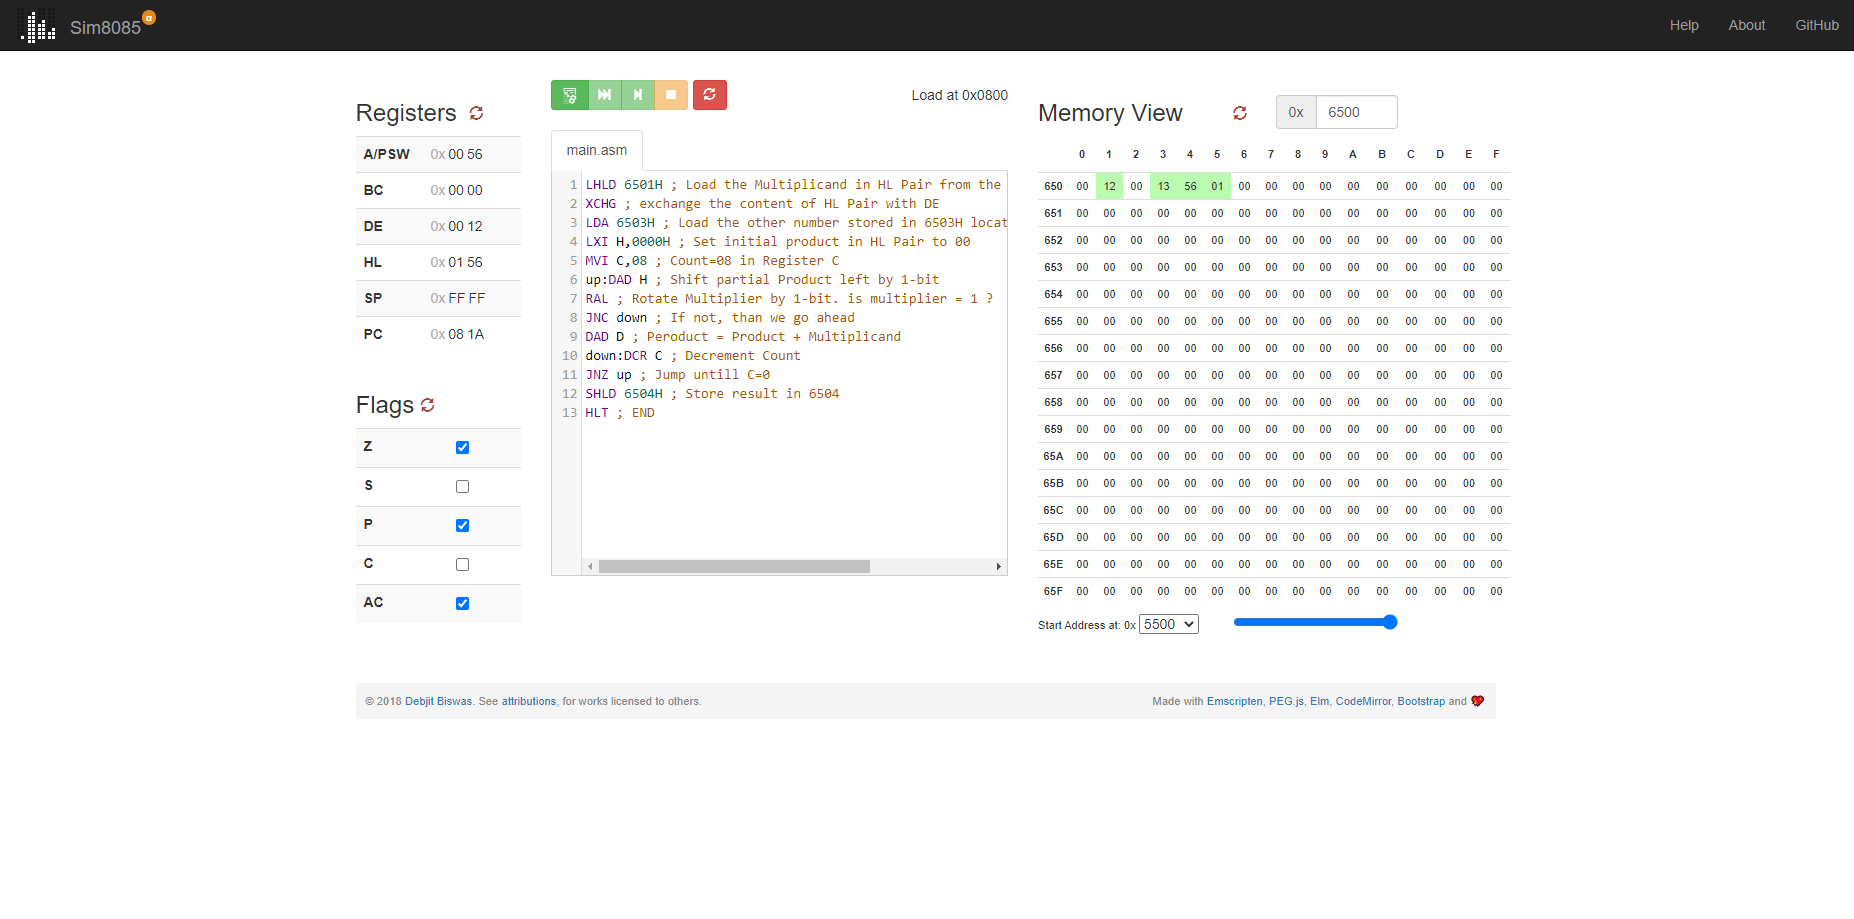 Sim8085 α
Help About GitHub
Registers
A/PSW 0x 00 56
BC 0x 00 00
DE 0x 00 12
HL 0x 01 56
SP 0x FF FF
PC 0x 08 1A
Flags
Z
S
P
C
AC
Load at 0x0800
main.asm
1 LHLD 6501H ; Load the Multiplicand in HL Pair from the
2 XCHG ; exchange the content of HL Pair with DE
3 LDA 6503H ; Load the other number stored in 6503H locat
4 LXI H,0000H ; Set initial product in HL Pair to 00
5 MVI C,08 ; Count=08 in Register C
6 up:DAD H ; Shift partial Product left by 1-bit
7 RAL ; Rotate Multiplier by 1-bit. is multiplier = 1 ?
8 JNC down ; If not, than we go ahead
9 DAD D ; Peroduct = Product + Multiplicand
10 down:DCR C ; Decrement Count
11 JNZ up ; Jump untill C=0
12 SHLD 6504H ; Store result in 6504
13 HLT ; END
Memory View 0x 6500
0 1 2 3 4 5 6 7 8 9 A B C D E F
650 00 12 00 13 56 01 00 00 00 00 00 00 00 00 00 00
651 00 00 00 00 00 00 00 00 00 00 00 00 00 00 00 00
652 00 00 00 00 00 00 00 00 00 00 00 00 00 00 00 00
653 00 00 00 00 00 00 00 00 00 00 00 00 00 00 00 00
654 00 00 00 00 00 00 00 00 00 00 00 00 00 00 00 00
655 00 00 00 00 00 00 00 00 00 00 00 00 00 00 00 00
656 00 00 00 00 00 00 00 00 00 00 00 00 00 00 00 00
657 00 00 00 00 00 00 00 00 00 00 00 00 00 00 00 00
658 00 00 00 00 00 00 00 00 00 00 00 00 00 00 00 00
659 00 00 00 00 00 00 00 00 00 00 00 00 00 00 00 00
65A 00 00 00 00 00 00 00 00 00 00 00 00 00 00 00 00
65B 00 00 00 00 00 00 00 00 00 00 00 00 00 00 00 00
65C 00 00 00 00 00 00 00 00 00 00 00 00 00 00 00 00
65D 00 00 00 00 00 00 00 00 00 00 00 00 00 00 00 00
65E 00 00 00 00 00 00 00 00 00 00 00 00 00 00 00 00
65F 00 00 00 00 00 00 00 00 00 00 00 00 00 00 00 00
Start Address at: 0x 5500
© 2018 Debjit Biswas. See attributions, for works licensed to others.
Made with Emscripten, PEG.js, Elm, CodeMirror, Bootstrap and